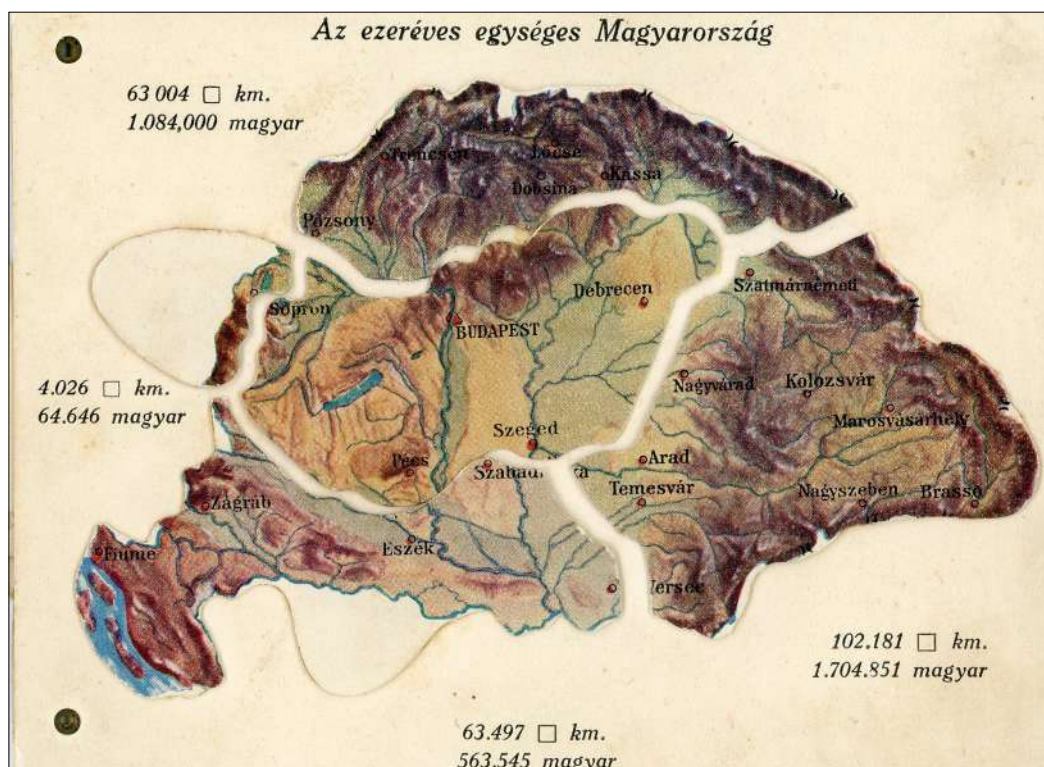 Az ezeréves egységes Magyarország
63 004 □ km.
1.084,000 magyar
Trencsén
Lőcse
Dobsina
Kassa
Pozsony
Sopron
BUDAPEST
Debrecen
Szatmárnémeti
4.026 □ km.
64.646 magyar
Nagyvárad
Kolozsvár
Marosvásárhely
Szeged
Pécs
Arad
Temesvár
Nagyszeben
Brassó
Zágráb
Eszék
Fiume
102.181 □ km.
1.704.851 magyar
63.497 □ km.
563.545 magyar